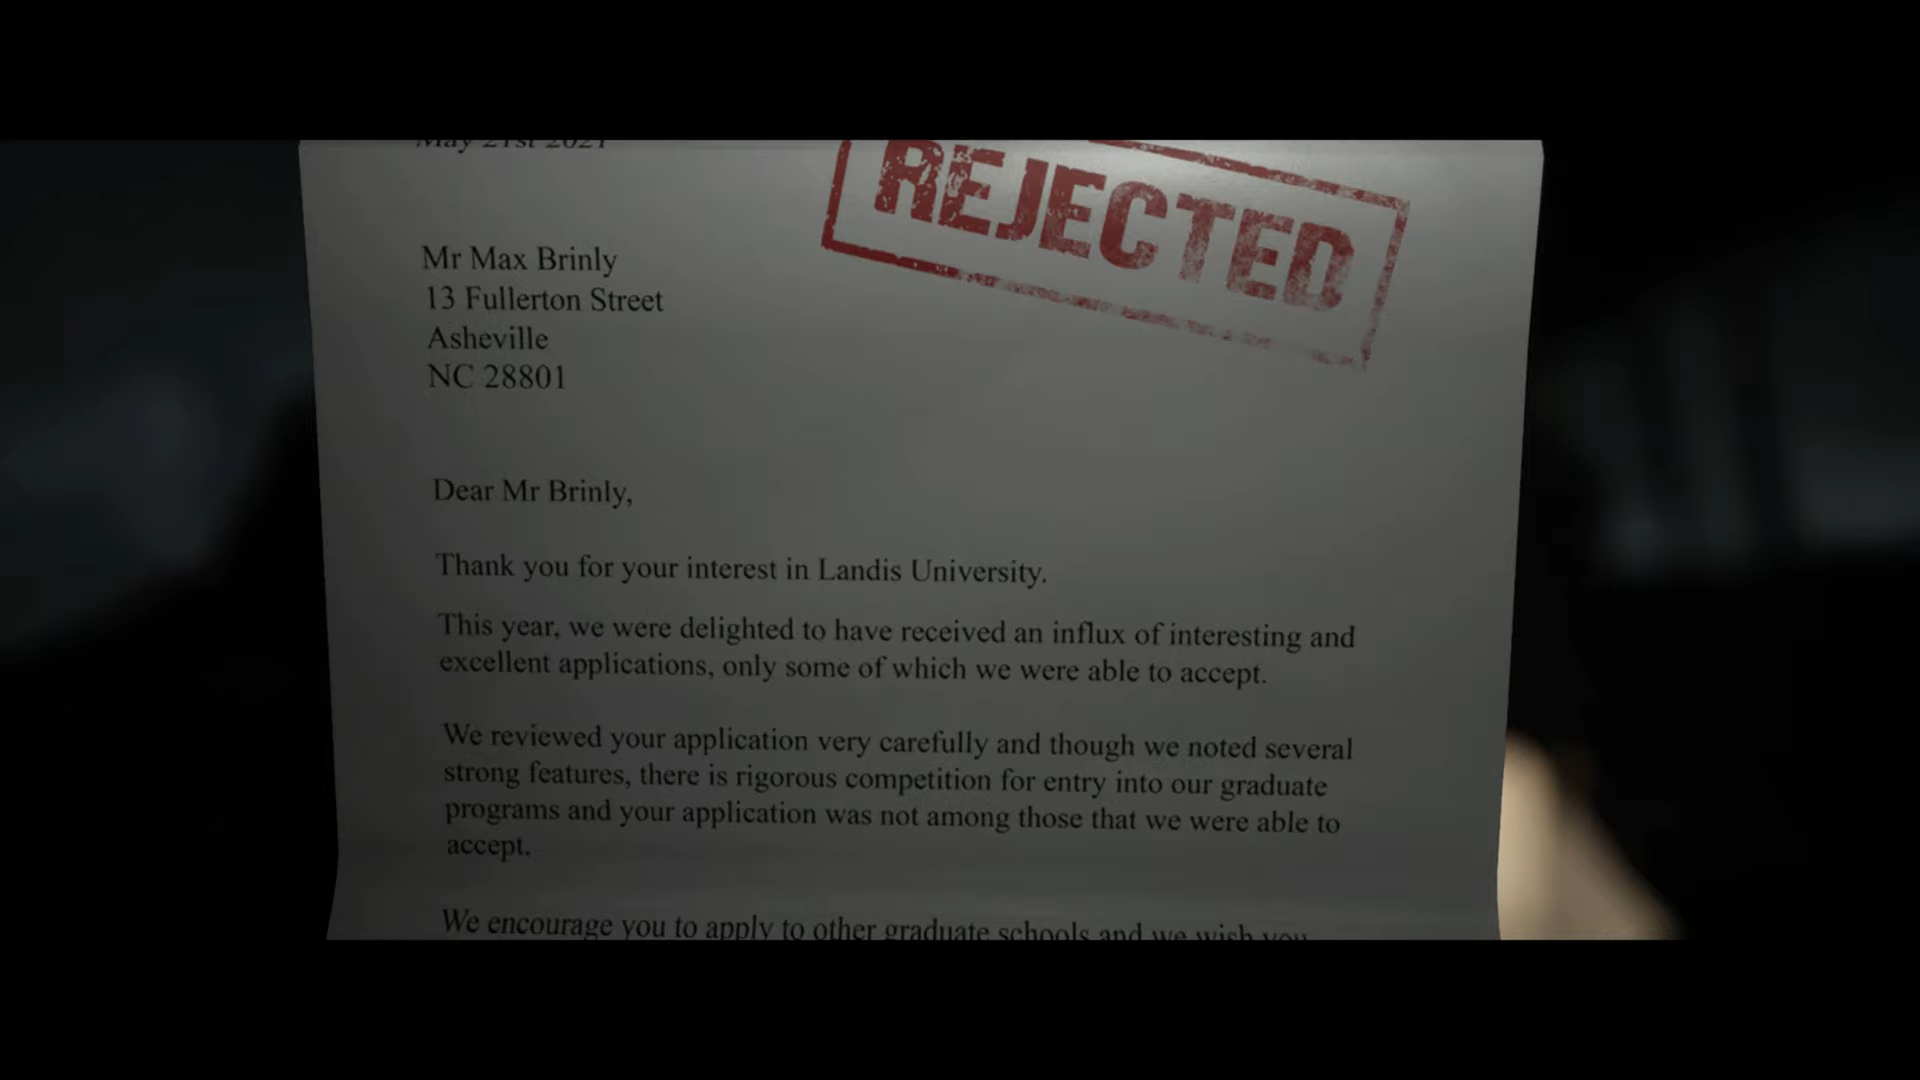 May 21st 2021
REJECTED
Mr Max Brinly
13 Fullerton Street
Asheville
NC 28801
Dear Mr Brinly,
Thank you for your interest in Landis University.
This year, we were delighted to have received an influx of interesting and
excellent applications, only some of which we were able to accept.
We reviewed your application very carefully and though we noted several
strong features, there is rigorous competition for entry into our graduate
programs and your application was not among those that we were able to
accept.
We encourage you to apply to other graduate schools and we wish you